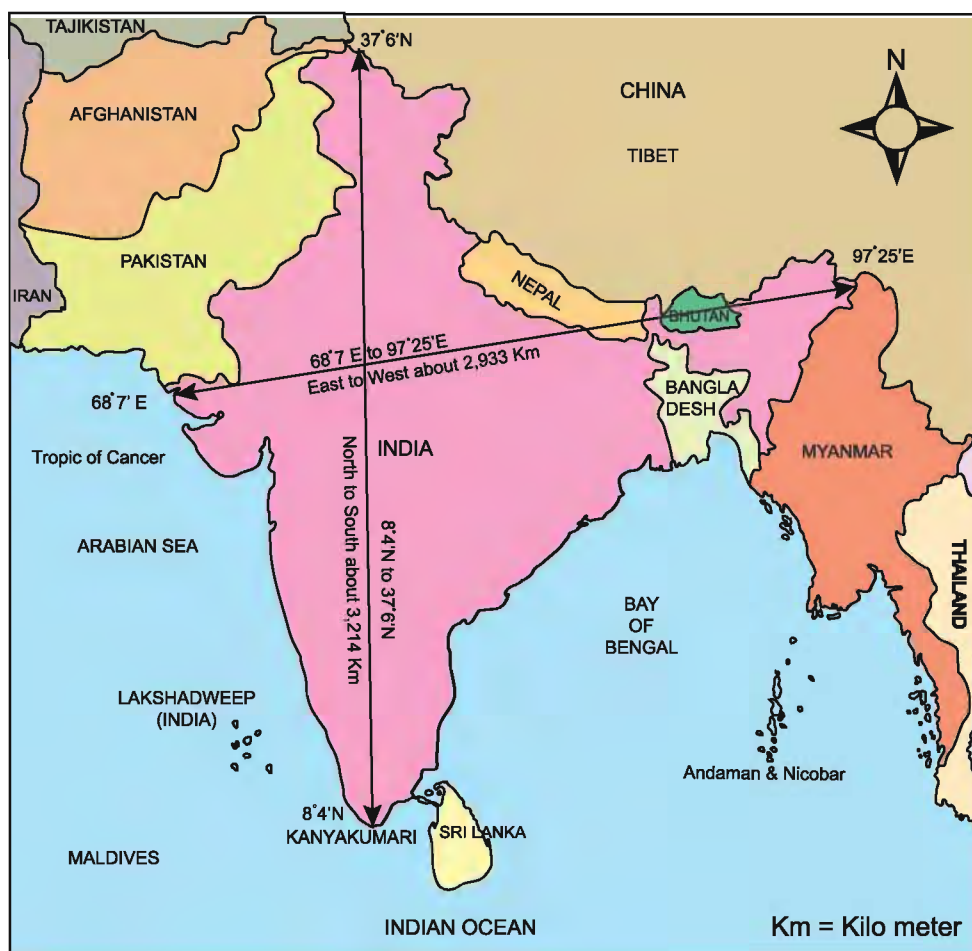 TAJIKISTAN
37°6'N
N
AFGHANISTAN
CHINA
TIBET
PAKISTAN
IRAN
NEPAL
97°25'E
BHUTAN
68°7 E to 97°25'E
East to West about 2,933 Km
68°7' E
BANGLA
DESH
Tropic of Cancer
INDIA
MYANMAR
ARABIAN SEA
8°4'N to 37°6'N
North to South about 3,214 Km
THAILAND
BAY
OF
BENGAL
LAKSHADWEEP
(INDIA)
Andaman & Nicobar
8°4'N
KANYAKUMARI
SRI LANKA
MALDIVES
INDIAN OCEAN
Km = Kilo meter